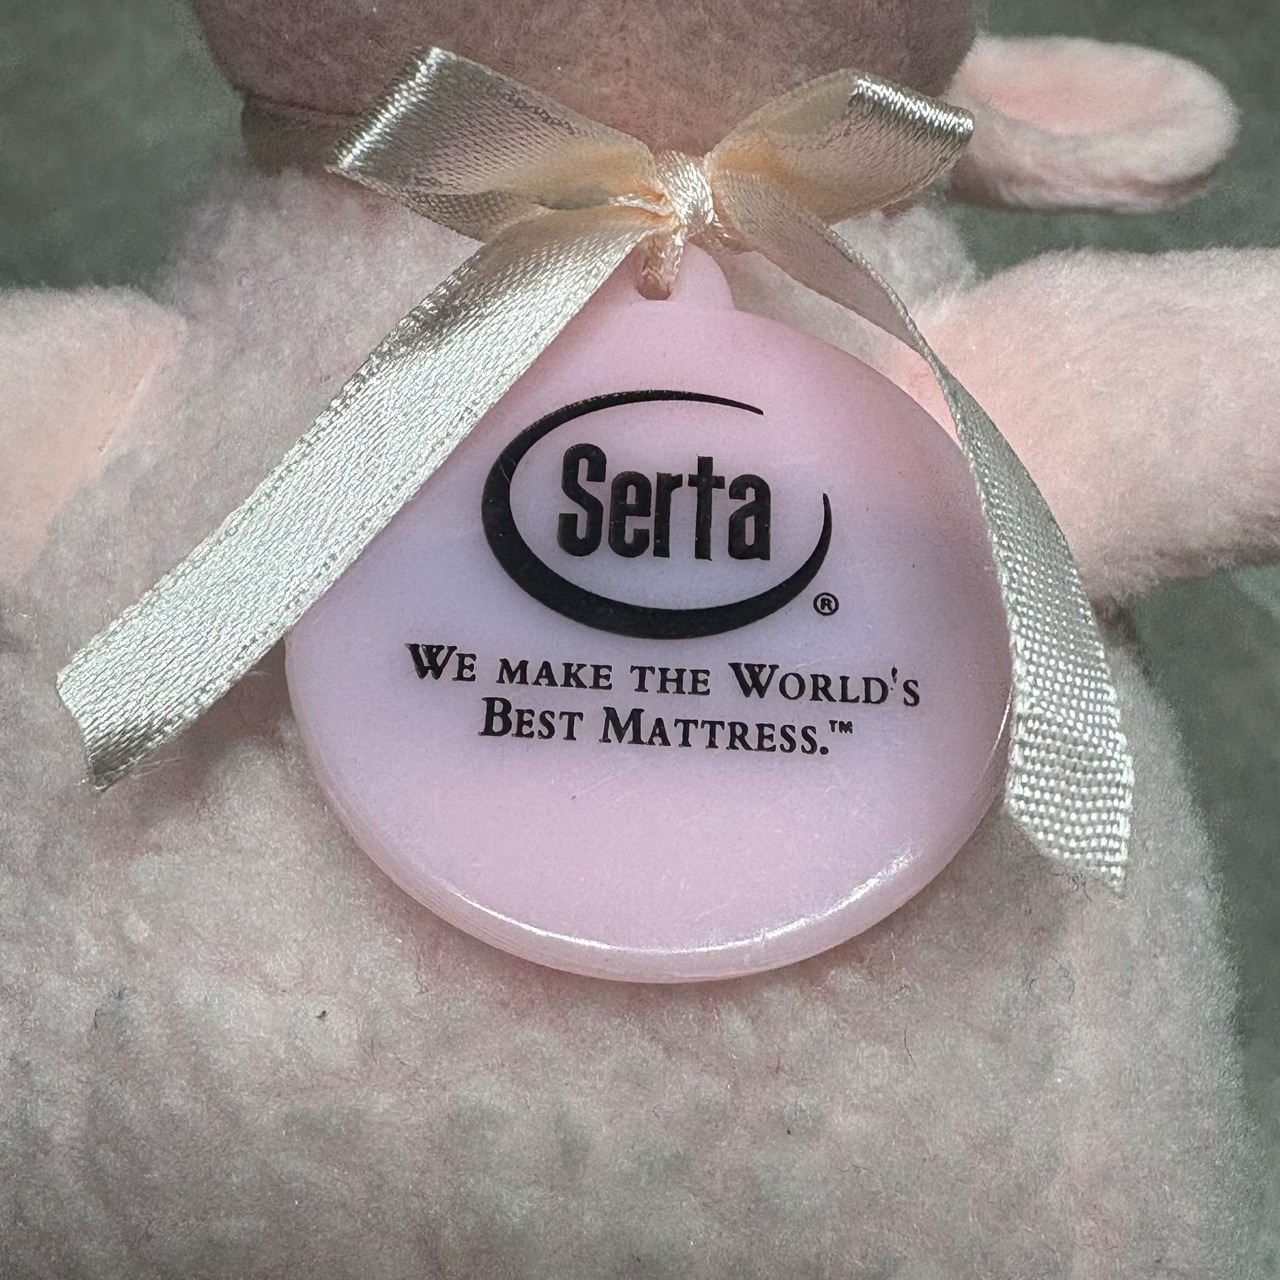 Serta
®
We make the World's
Best Mattress.™